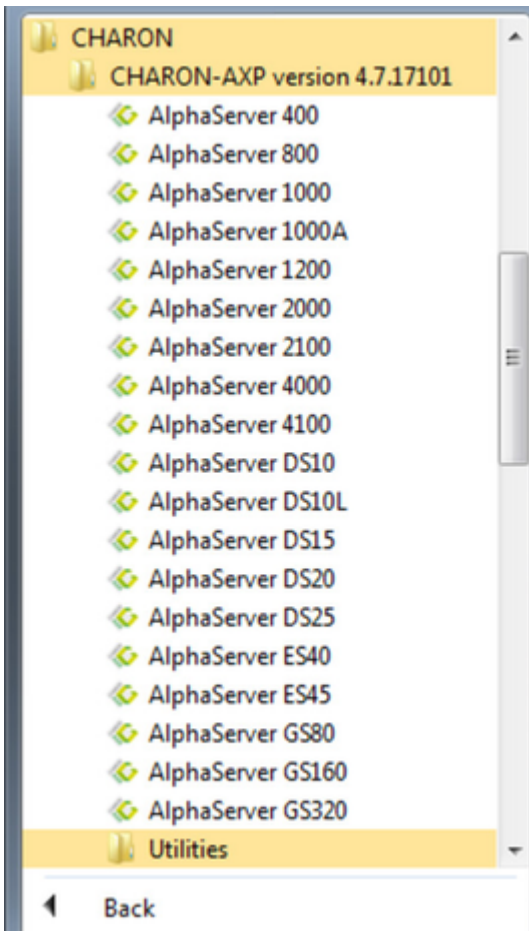 CHARON
CHARON-AXP version 4.7.17101
AlphaServer 400
AlphaServer 800
AlphaServer 1000
AlphaServer 1000A
AlphaServer 1200
AlphaServer 2000
AlphaServer 2100
AlphaServer 4000
AlphaServer 4100
AlphaServer DS10
AlphaServer DS10L
AlphaServer DS15
AlphaServer DS20
AlphaServer DS25
AlphaServer ES40
AlphaServer ES45
AlphaServer GS80
AlphaServer GS160
AlphaServer GS320
Utilities
Back